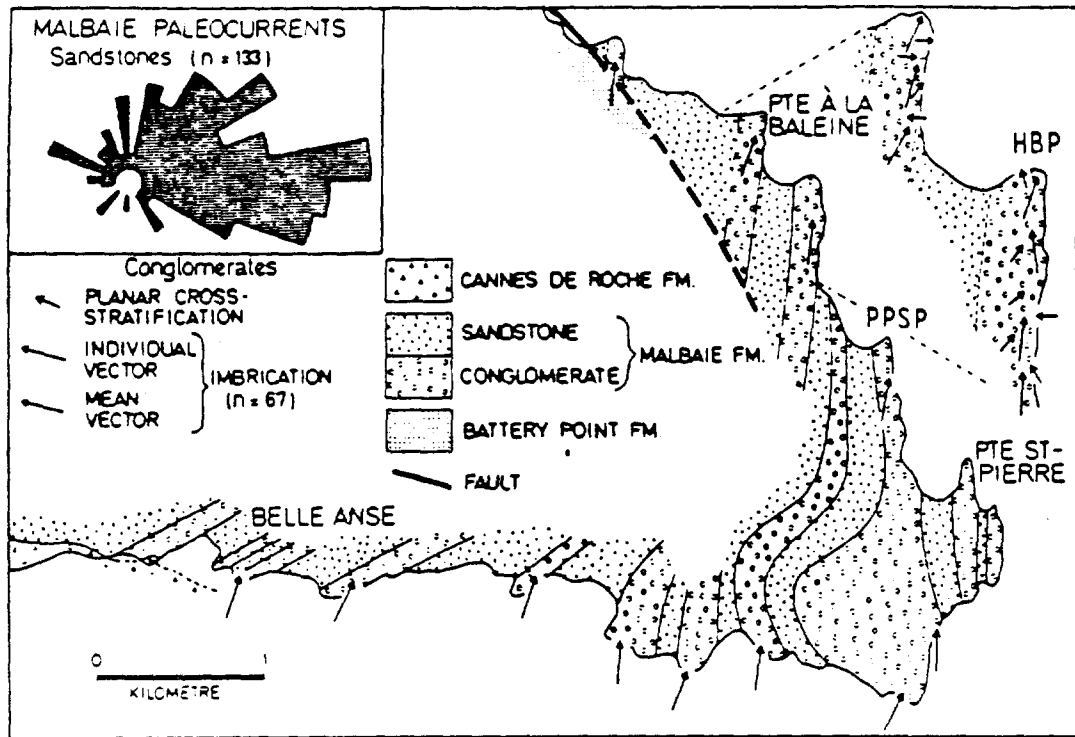 MALBAIE PALEOCURRENTS
Sandstones (n = 133)
Conglomerates
PLANAR CROSS-
STRATIFICATION
INDIVIDUAL
VECTOR
MEAN
VECTOR
IMBRICATION
(n = 67)
CANNES DE ROCHE FM.
SANDSTONE
CONGLOMERATE
MALBAIE FM.
BATTERY POINT FM.
FAULT
PTE À LA
BALEINE
HBP
PPSP
PTE ST-
PIERRE
BELLE ANSE
0 1
KILOMETRE